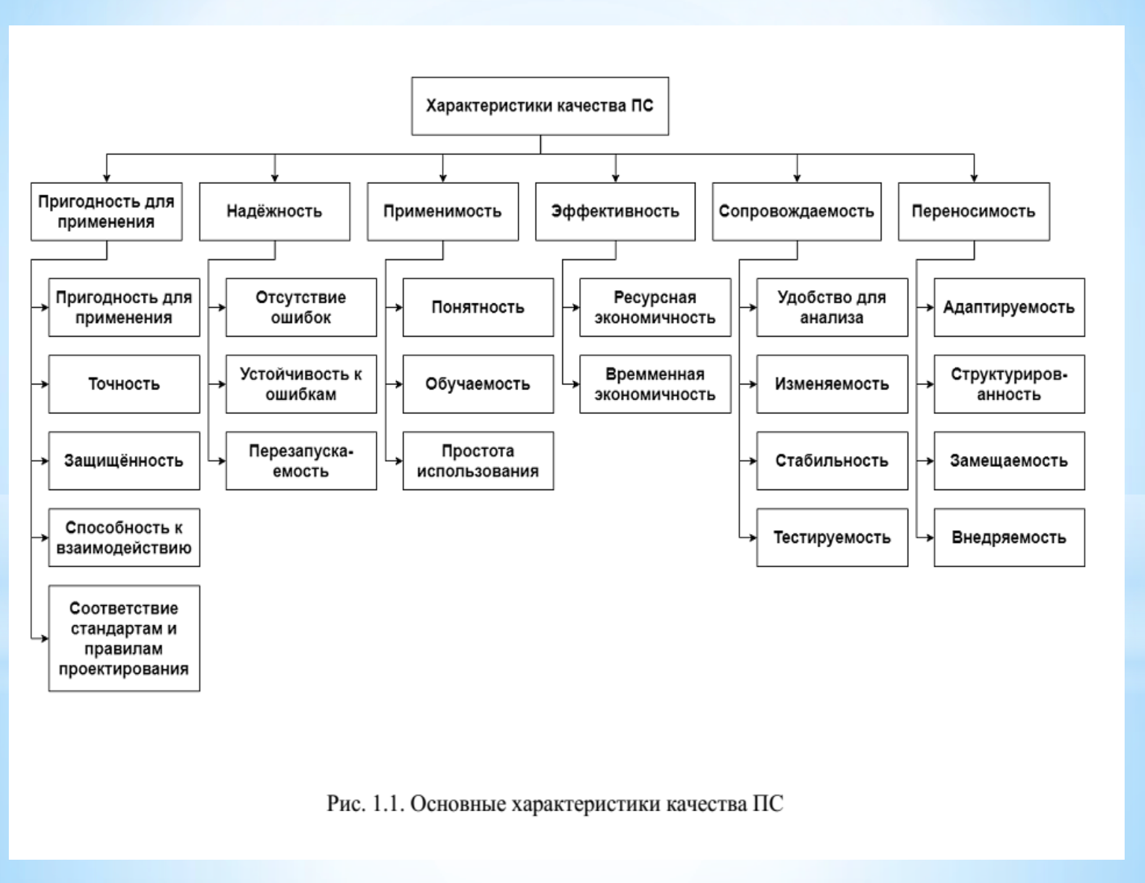 Характеристики качества ПС
Пригодность для
применения
Надёжность
Применимость
Эффективность
Сопровождаемость
Переносимость
Пригодность для
применения
Точность
Защищённость
Способность к
взаимодействию
Соответствие
стандартам и
правилам
проектирования
Отсутствие
ошибок
Устойчивость к
ошибкам
Перезапуска-
емость
Понятность
Обучаемость
Простота
использования
Ресурсная
экономичность
Времменная
экономичность
Удобство для
анализа
Изменяемость
Стабильность
Тестируемость
Адаптируемость
Структуриров-
анность
Замещаемость
Внедряемость
Рис. 1.1. Основные характеристики качества ПС